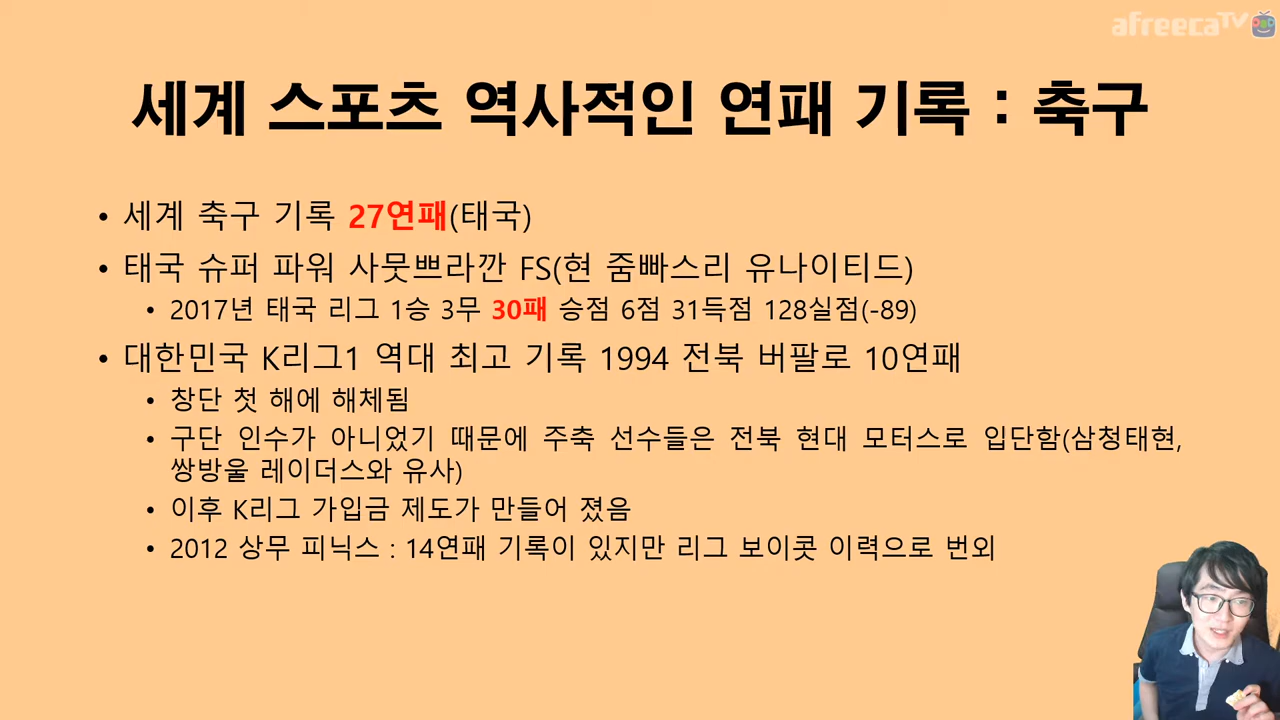 afreecaTV
세계 스포츠 역사적인 연패 기록 : 축구
• 세계 축구 기록 27연패(태국)
• 태국 슈퍼 파워 사뭇쁘라깐 FS(현 줌빠스리 유나이티드)
• 2017년 태국 리그 1승 3무 30패 승점 6점 31득점 128실점(-89)
• 대한민국 K리그1 역대 최고 기록 1994 전북 버팔로 10연패
• 창단 첫 해에 해체됨
• 구단 인수가 아니었기 때문에 주축 선수들은 전북 현대 모터스로 입단함(삼청태현,
쌍방울 레이더스와 유사)
• 이후 K리그 가입금 제도가 만들어 졌음
• 2012 상무 피닉스 : 14연패 기록이 있지만 리그 보이콧 이력으로 번외